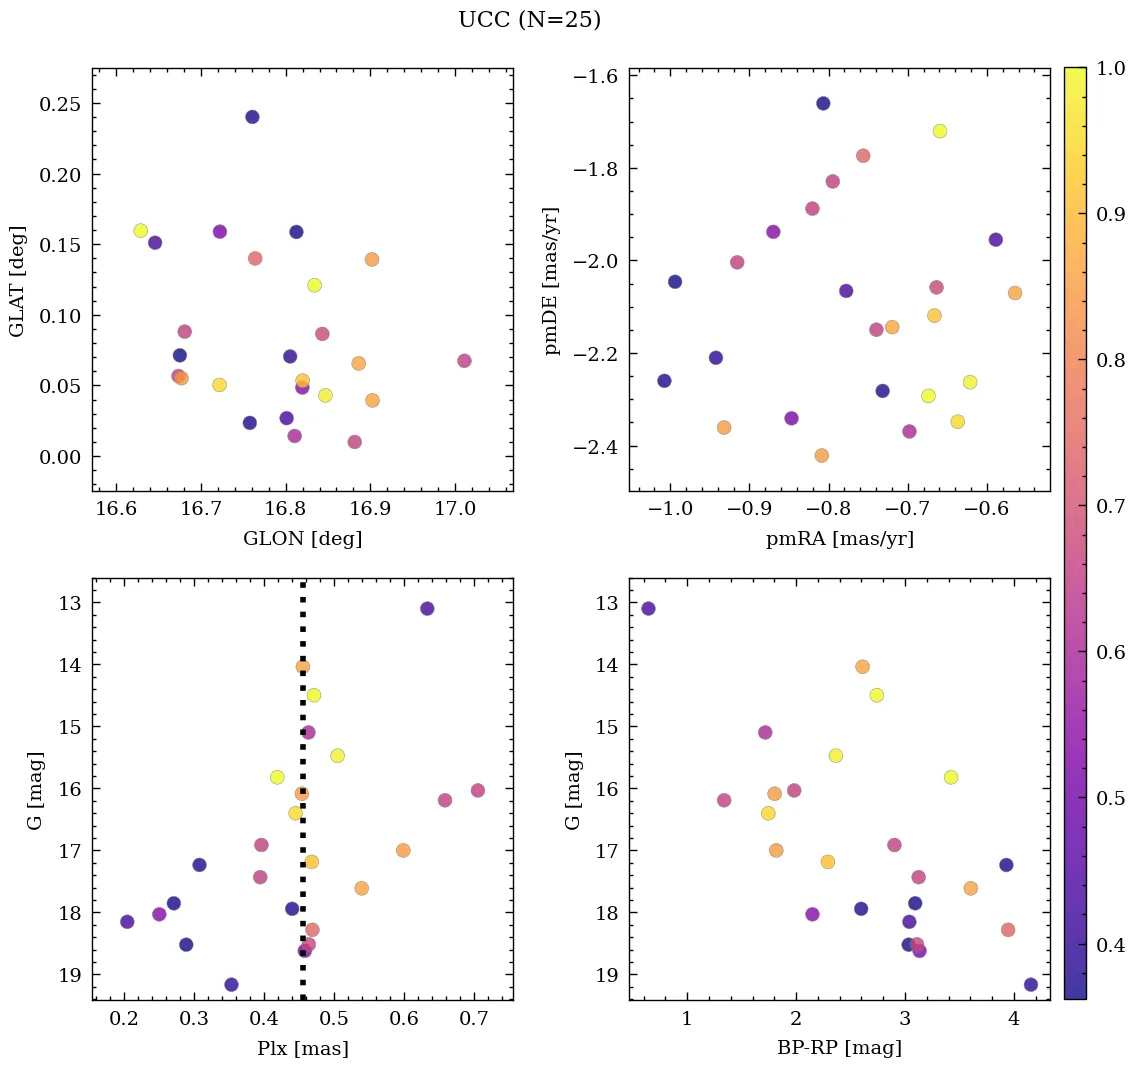 UCC (N=25)
0.25
0.20
0.15
0.10
0.05
0.00
GLAT [deg]
16.6 16.7 16.8 16.9 17.0
GLON [deg]
−1.6
−1.8
−2.0
−2.2
−2.4
pmDE [mas/yr]
−1.0 −0.9 −0.8 −0.7 −0.6
pmRA [mas/yr]
13
14
15
16
17
18
19
G [mag]
0.2 0.3 0.4 0.5 0.6 0.7
Plx [mas]
13
14
15
16
17
18
19
G [mag]
1 2 3 4
BP-RP [mag]
1.0
0.9
0.8
0.7
0.6
0.5
0.4